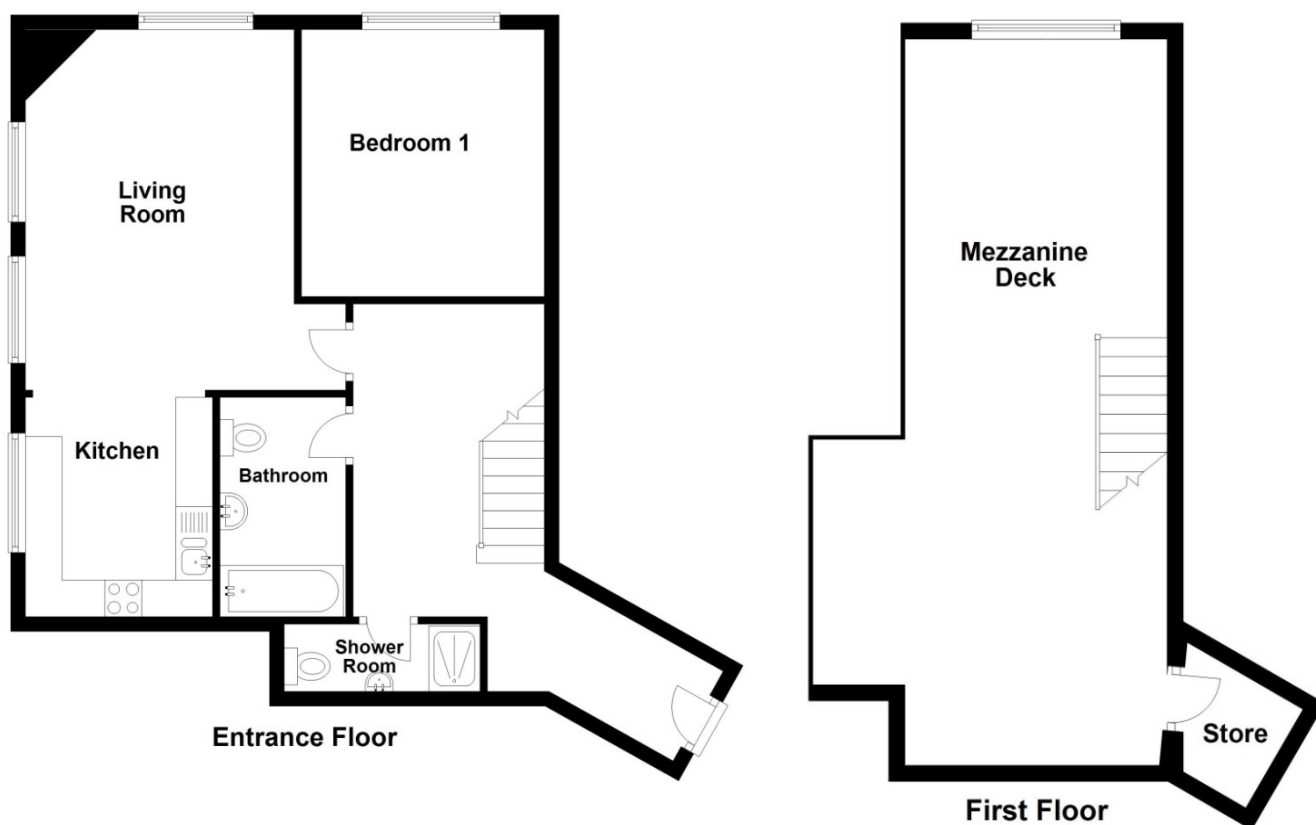 Living
Room
Bedroom 1
Kitchen
Bathroom
Shower
Room
Entrance Floor
Mezzanine
Deck
Store
First Floor